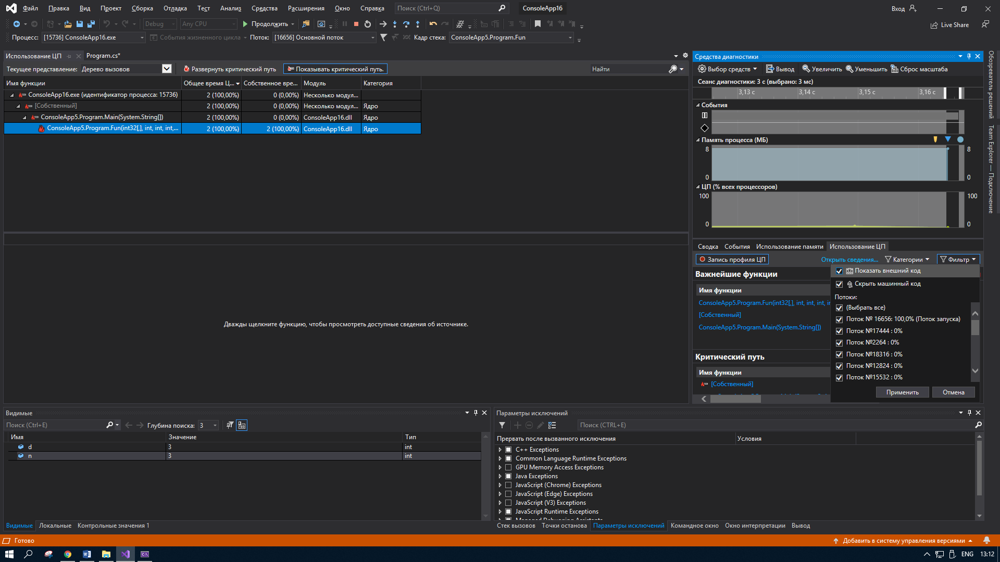 Файл Правка Вид Проект Сборка Отладка Тест Анализ Средства Расширения Окно Справка Поиск (Ctrl+Q) ConsoleApp16 Вход
Debug Any CPU Продолжить Live Share
Процесс: [15736] ConsoleApp16.exe События жизненного цикла Поток: [16656] Основной поток Кадр стека: ConsoleApp5.Program.Fun
Использование ЦП Program.cs*
Текущее представление: Дерево вызовов Развернуть критический путь Показывать критический путь. Найти
Имя функции Общее время Ц... Собственное вре... Модуль Категория
ConsoleApp16.exe (идентификатор процесса: 15736) 2 (100,00%) 0 (0,00%) Несколько модул...
[Собственный] 2 (100,00%) 0 (0,00%) Несколько модул... Ядро
ConsoleApp5.Program.Main(System.String[]) 2 (100,00%) 0 (0,00%) ConsoleApp16.dll Ядро
ConsoleApp5.Program.Fun(int32[,], int, int, int,... 2 (100,00%) 2 (100,00%) ConsoleApp16.dll Ядро
Дважды щелкните функцию, чтобы просмотреть доступные сведения об источнике.
Средства диагностики
Выбор средств Вывод Увеличить Уменьшить Сброс масштаба
Сеанс диагностики: 3 с (выбрано: 3 мс)
3,13 с 3,14 с 3,15 с 3,16 с
События
Память процесса (МБ)
8 8
0 0
ЦП (% всех процессоров)
100 100
0 0
Сводка События Использование памяти Использование ЦП
Запись профиля ЦП Открыть сведения... Категории Фильтр
Важнейшие функции
Имя функции
ConsoleApp5.Program.Fun(int32[,], int, int, int, in
[Собственный]
ConsoleApp5.Program.Main(System.String[])
Критический путь
Имя функции
[Собственный]
Показать внешний код
Скрыть машинный код
Потоки:
(Выбрать все)
Поток № 16656: 100,0% (Поток запуска)
Поток №17444 : 0%
Поток №2264 : 0%
Поток №18316 : 0%
Поток №12824 : 0%
Поток №15532 : 0%
Применить Отмена
Обозреватель решений
Team Explorer — Подключение
Видимые
Поиск (Ctrl+E) Глубина поиска: 3
Имя Значение Тип
d 3 int
n 3 int
Видимые Локальные Контрольные значения 1
Параметры исключений
Поиск (CTRL+E)
Прервать после вызванного исключения Условия
C++ Exceptions
Common Language Runtime Exceptions
GPU Memory Access Exceptions
Java Exceptions
JavaScript (Chrome) Exceptions
JavaScript (Edge) Exceptions
JavaScript (V3) Exceptions
JavaScript Runtime Exceptions
Managed Debugging Assistants
Стек вызовов Точки останова Параметры исключений Командное окно Окно интерпретации Вывод
Готово Добавить в систему управления версиями
ENG 13:12